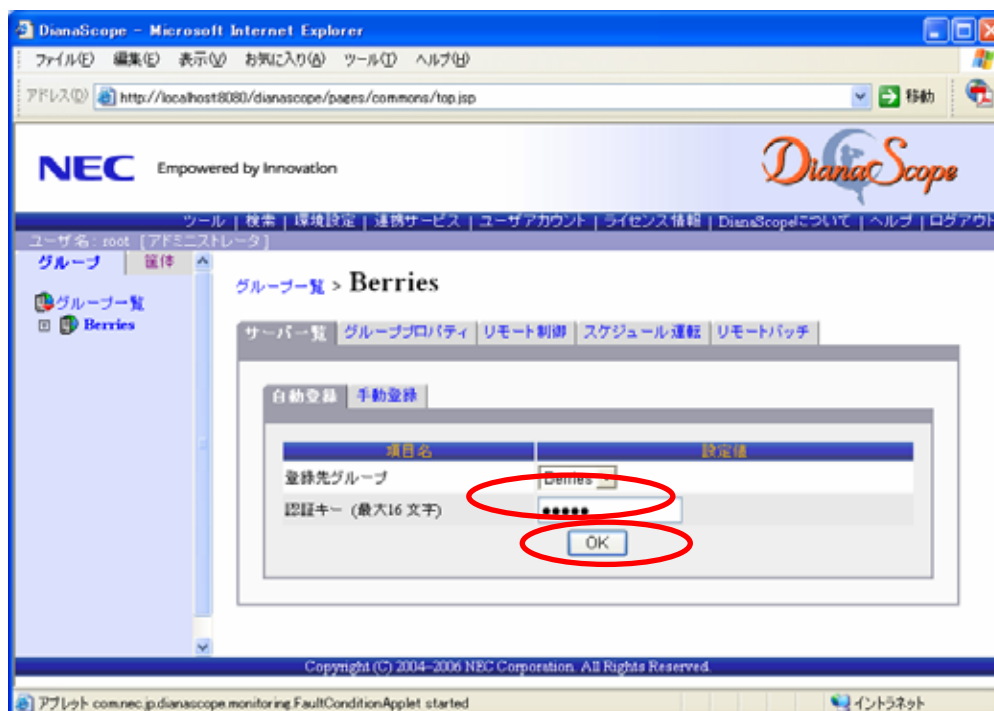 DianaScope - Microsoft Internet Explorer
ファイル(F) 編集(E) 表示(V) お気に入り(A) ツール(T) ヘルプ(H)
アドレス(D) http://localhost:8080/dianascope/pages/commons/top.jsp 移動
NEC Empowered by Innovation DianaScope
ツール | 検索 | 環境設定 | 連携サービス | ユーザアカウント | ライセンス情報 | DianaScopeについて | ヘルプ | ログアウト
ユーザ名 : root [アドミニストレータ]
グループ 筐体
グループ一覧 > Berries
グループ一覧
Berries
サーバ一覧 グループプロパティ リモート制御 スケジュール運転 リモートバッチ
自動登録 手動登録
項目名 設定値
登録先グループ Berries
認証キー (最大16 文字) •••••
OK
Copyright (C) 2004-2006 NEC Corporation. All Rights Reserved.
アプレット com.nec.jp.dianascope.monitoring.FaultConditionApplet started イントラネット